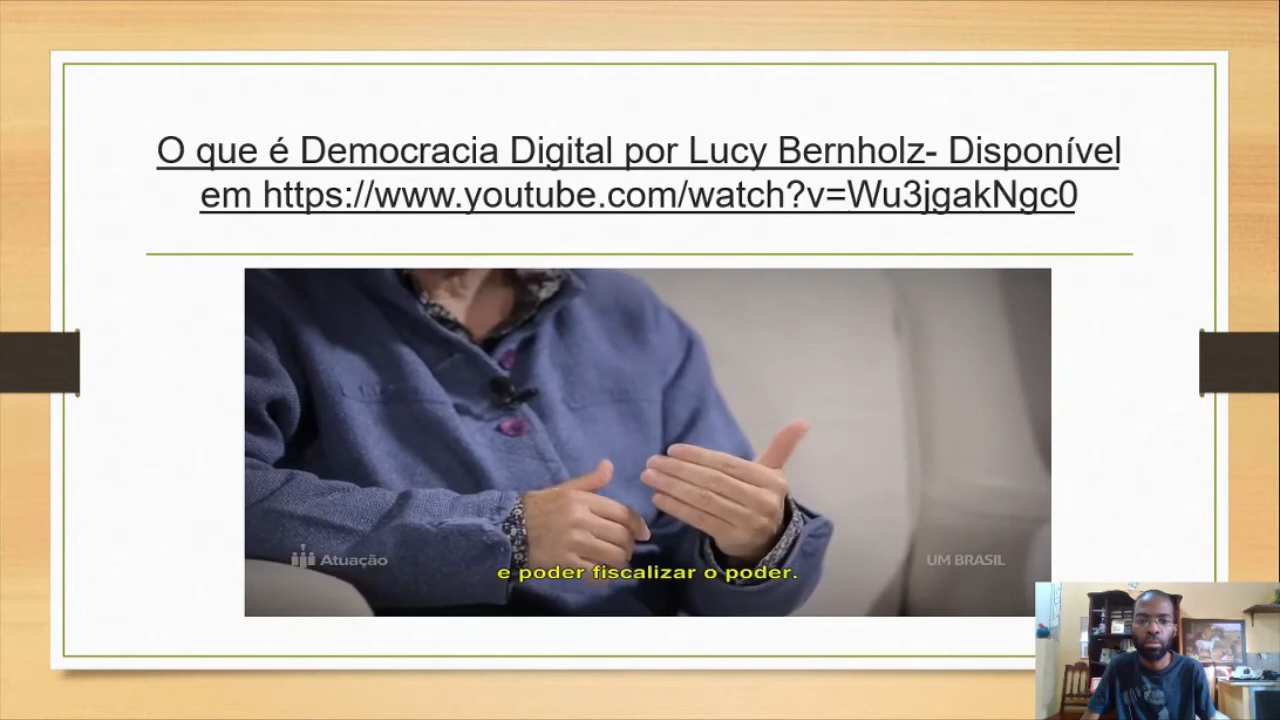 O que é Democracia Digital por Lucy Bernholz- Disponível
em https://www.youtube.com/watch?v=Wu3jgakNgc0
Atuação
UM BRASIL
e poder fiscalizar o poder.